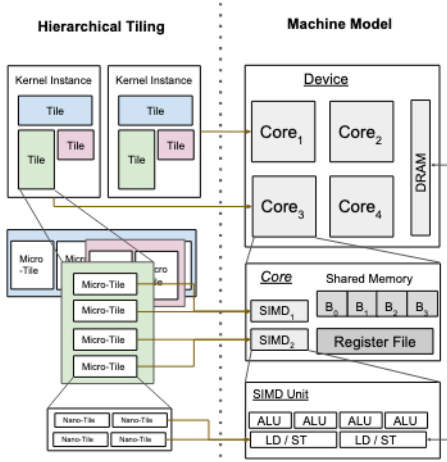 Hierarchical Tiling
Machine Model
Kernel Instance
Kernel Instance
Tile
Tile
Tile
Tile
Tile
Tile
Device
Core1
Core2
Core3
Core4
DRAM
Micro
-Tile
Micro
Micro-Tile
Micro-Tile
Micro-Tile
Micro-Tile
Nano-Tile
Nano-Tile
Nano-Tile
Nano-Tile
Core
Shared Memory
SIMD1
SIMD2
B0
B1
B2
B3
Register File
SIMD Unit
ALU
ALU
ALU
ALU
LD / ST
LD / ST